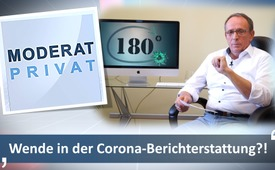 MODERAT
PRIVAT
180°
Wende in der Corona-Berichterstattung?!